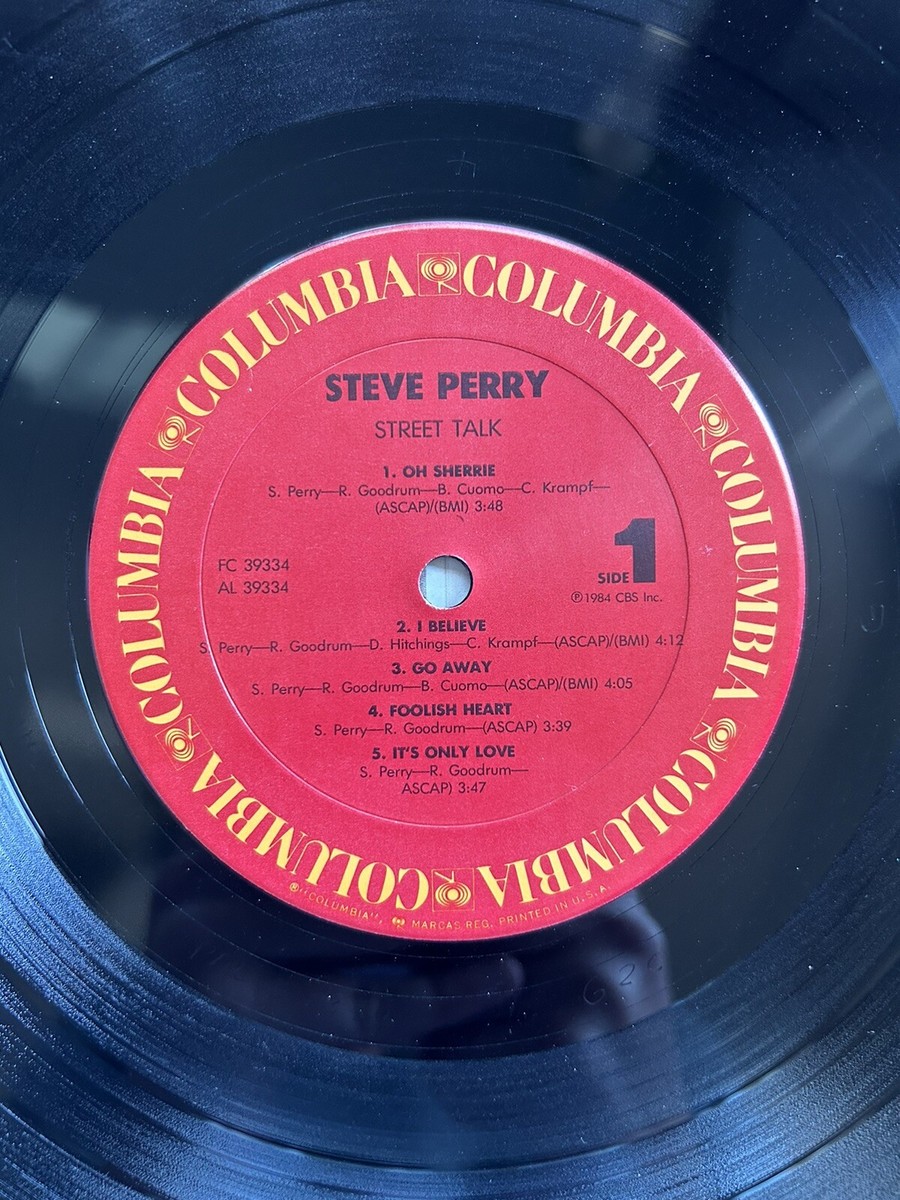 COLUMBIA COLUMBIA COLUMBIA COLUMBIA COLUMBIA COLUMBIA COLUMBIA COLUMBIA
STEVE PERRY
STREET TALK
1. OH SHERRIE
S. Perry—R. Goodrum—B. Cuomo—C. Krampf—
(ASCAP)/(BMI) 3:48
FC 39334
AL 39334
SIDE 1
℗ 1984 CBS Inc.
2. I BELIEVE
S. Perry—R. Goodrum—D. Hitchings—C. Krampf—(ASCAP)/(BMI) 4:12
3. GO AWAY
S. Perry—R. Goodrum—B. Cuomo—(ASCAP)/(BMI) 4:05
4. FOOLISH HEART
S. Perry—R. Goodrum—(ASCAP) 3:39
5. IT'S ONLY LOVE
S. Perry—R. Goodrum—
ASCAP) 3:47
® "COLUMBIA", MARCAS REG. PRINTED IN U.S.A.